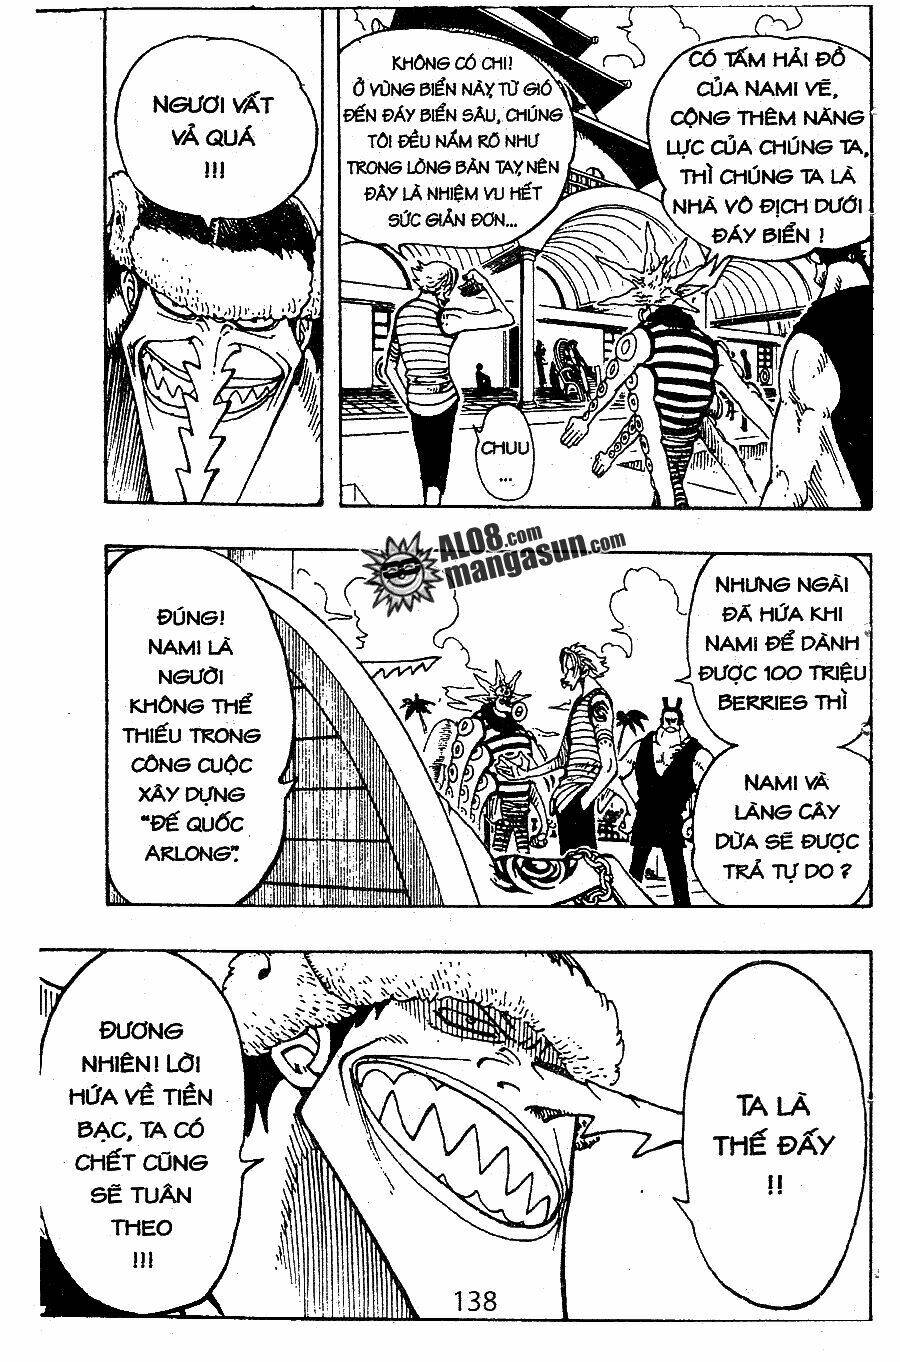 CÓ TẤM HẢI ĐỒ
CỦA NAMI VẼ,
CỘNG THÊM NĂNG
LỰC CỦA CHÚNG TA,
THÌ CHÚNG TA LÀ
NHÀ VÔ ĐỊCH DƯỚI
ĐÁY BIỂN !
KHÔNG CÓ CHI!
Ở VÙNG BIỂN NÀY, TỪ GIÓ
ĐẾN ĐÁY BIỂN SÂU, CHÚNG
TÔI ĐỀU NẮM RÕ NHƯ
TRONG LÒNG BÀN TAY, NÊN
ĐÂY LÀ NHIỆM VU HẾT
SỨC GIẢN ĐƠN...
CHUU
...
NGƯƠI VẤT
VẢ QUÁ
!!!
AL08.com
mangasun.com
NHƯNG NGÀI
ĐÃ HỨA KHI
NAMI ĐỂ DÀNH
ĐƯỢC 100 TRIỆU
BERRIES THÌ
NAMI VÀ
LÀNG CÂY
DỪA SẼ ĐƯỢC
TRẢ TỰ DO ?
ĐÚNG!
NAMI LÀ
NGƯỜI
KHÔNG THỂ
THIẾU TRONG
CÔNG CUỘC
XÂY DỰNG
"ĐẾ QUỐC
ARLONG".
TA LÀ
THẾ ĐẤY
!!
ĐƯƠNG
NHIÊN! LỜI
HỨA VỀ TIỀN
BẠC, TA CÓ
CHẾT CŨNG
SẼ TUÂN
THEO
!!!
138